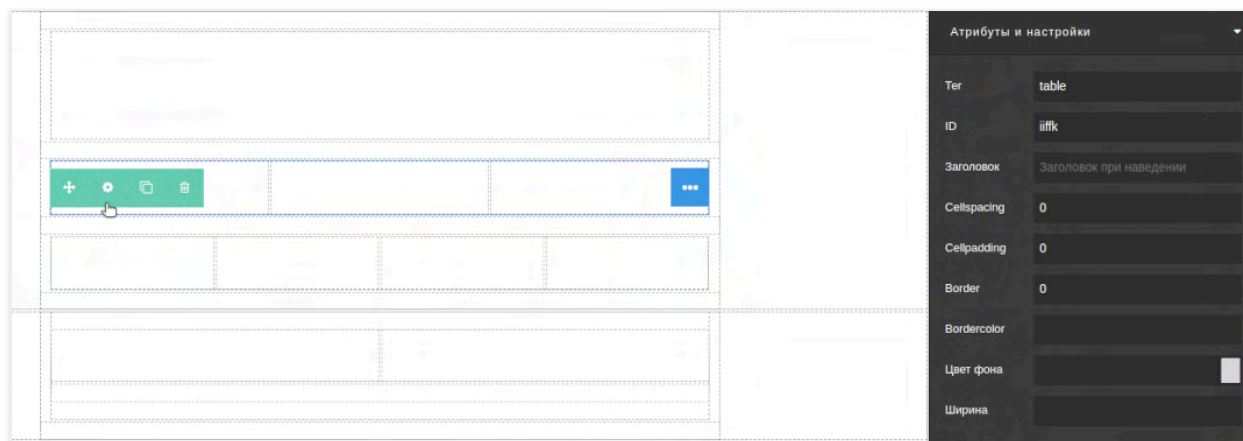 Атрибуты и настройки
Тег table
ID iiffk
Заголовок Заголовок при наведении
Cellspacing 0
Cellpadding 0
Border 0
Bordercolor
Цвет фона
Ширина